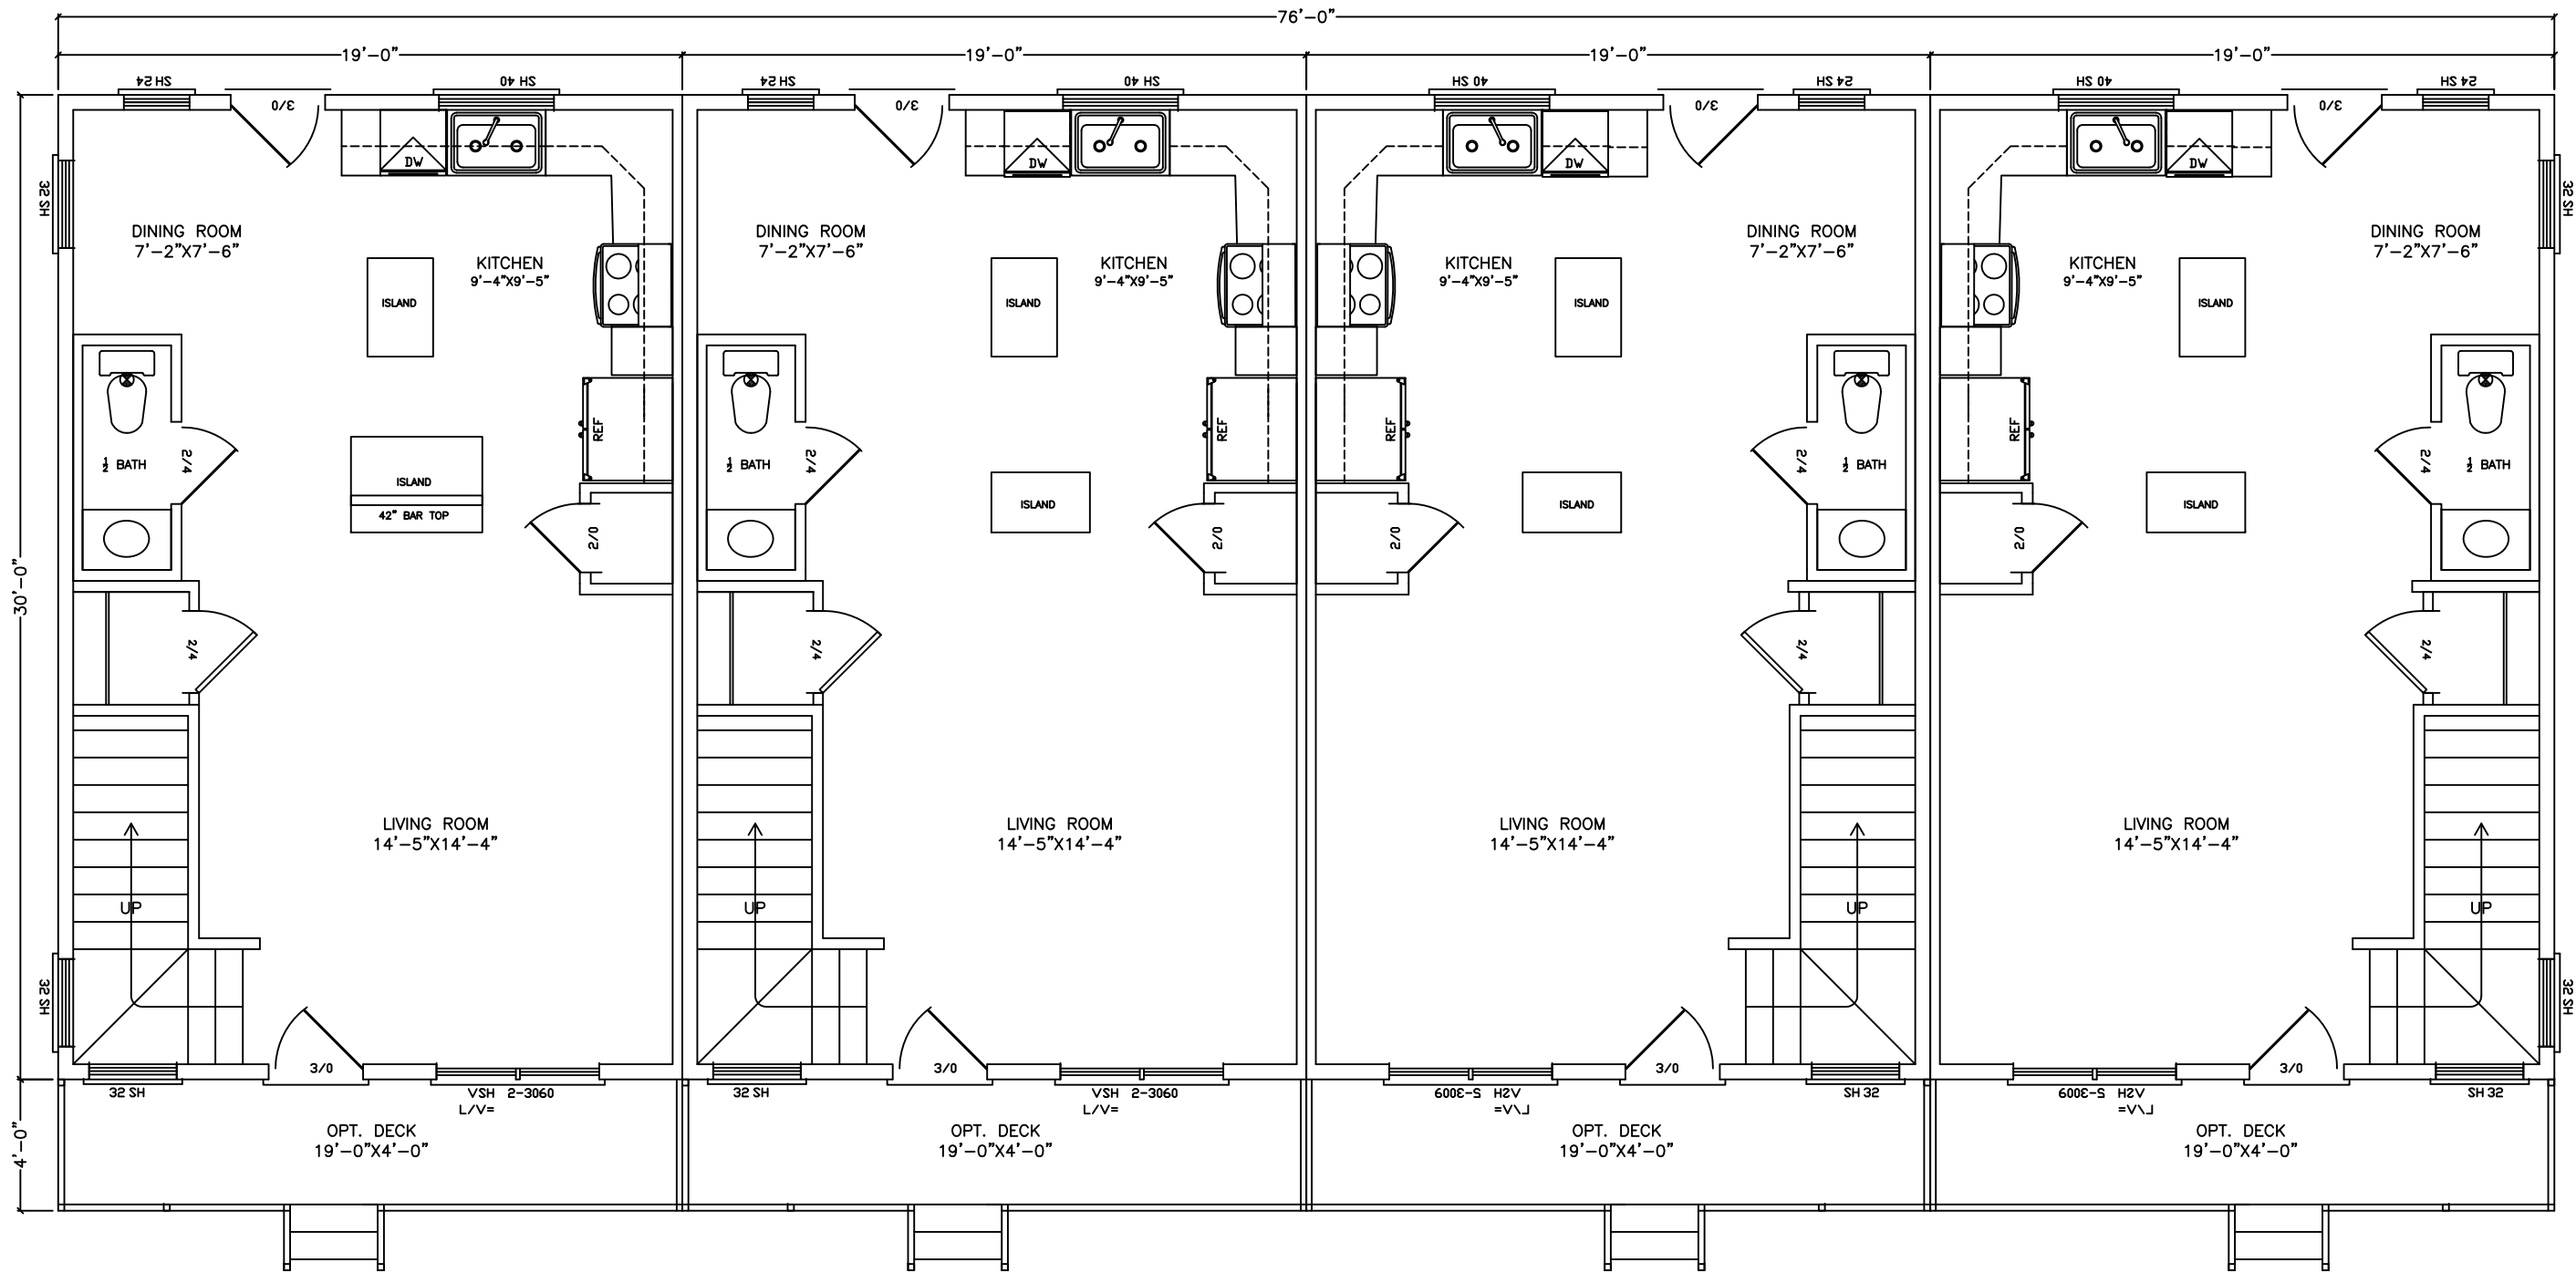 76'-0"
19'-0" 19'-0" 19'-0" 19'-0"
SH 24 40 SH SH 24 40 SH SH 40 24 SH SH 40 24 SH
3/0 3/0 3/0 3/0
DW DW DW DW
32 SH 32 SH
DINING ROOM DINING ROOM DINING ROOM DINING ROOM
7'-2"X7'-6" 7'-2"X7'-6" 7'-2"X7'-6" 7'-2"X7'-6"
KITCHEN KITCHEN KITCHEN KITCHEN
9'-4"X9'-5" 9'-4"X9'-5" 9'-4"X9'-5" 9'-4"X9'-5"
ISLAND ISLAND ISLAND ISLAND
REF REF REF REF
½ BATH 2/4 ½ BATH 2/4 2/4 ½ BATH 2/4 ½ BATH
ISLAND
42" BAR TOP
ISLAND ISLAND ISLAND
2/0 2/0 2/0 2/0
30'-0"
2/4 2/4 2/4 2/4
LIVING ROOM LIVING ROOM LIVING ROOM LIVING ROOM
14'-5"X14'-4" 14'-5"X14'-4" 14'-5"X14'-4" 14'-5"X14'-4"
UP UP UP UP
32 SH 32 SH
3/0 3/0 3/0 3/0
32 SH VSH 2-3060 32 SH VSH 2-3060 2-3060 VSH SH 32 2-3060 VSH SH 32
L/V= L/V= =V/L =V/L
4'-0"
OPT. DECK OPT. DECK OPT. DECK OPT. DECK
19'-0"X4'-0" 19'-0"X4'-0" 19'-0"X4'-0" 19'-0"X4'-0"